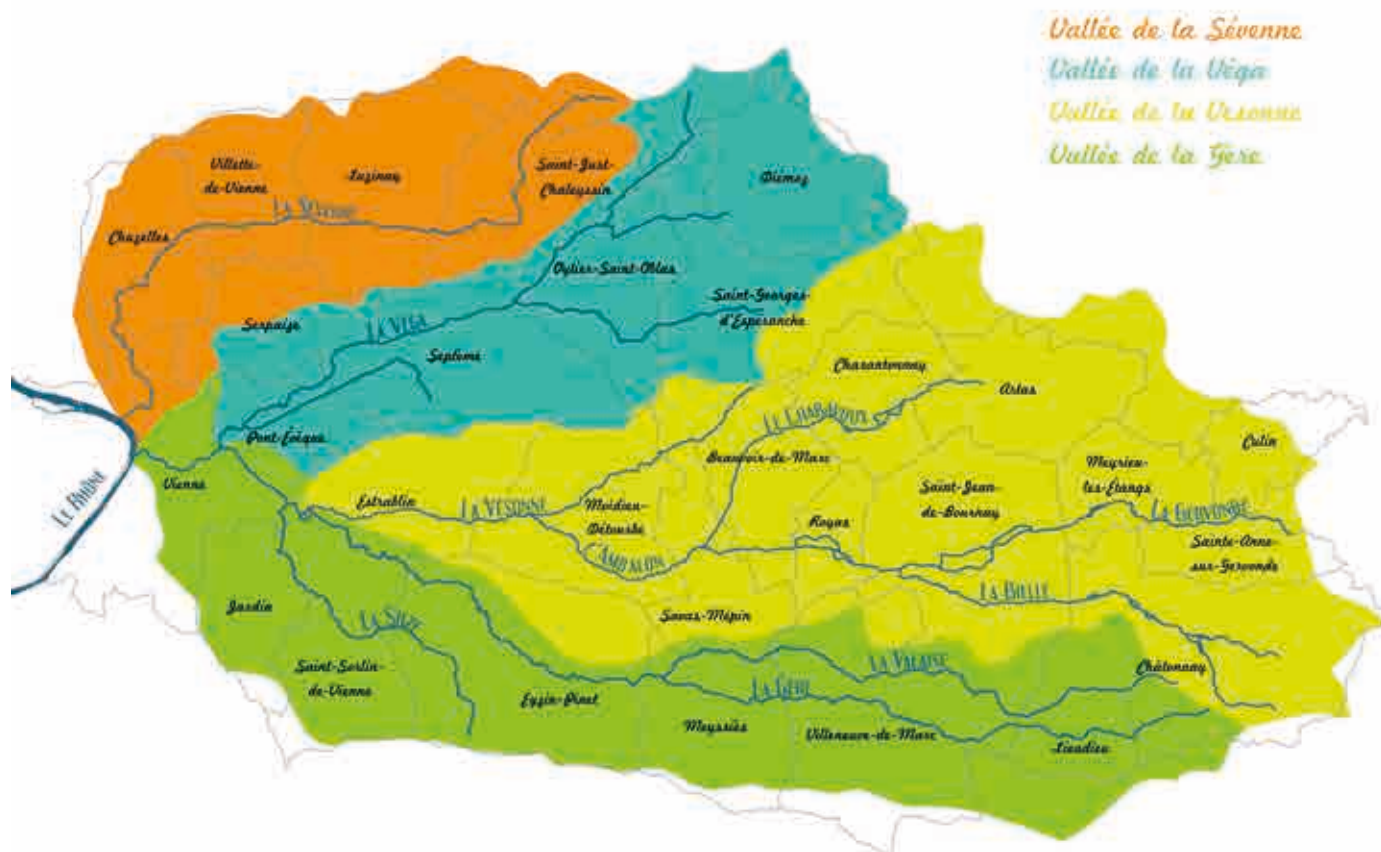 Vallée de la Sévenne
Vallée de la Véga
Vallée de la Vesonne
Vallée de la Gère
Villette-
de-Vienne
Luzinay
Saint-Just-
Chaleyssin
Diémoz
LA SÉVENNE
Chuzelles
Oytier-Saint-Oblas
Saint-Georges-
d'Esperanche
Serpaize
LA VÉGA
Septème
Charantonnay
Artas
LE CHARAVOUX
Pont-Évêque
Beauvoir-de-Marc
Culin
Meyrieu-
les-Étangs
Vienne
LE RHÔNE
Estrablin
LA VESONNE
Moidieu-
Détourbe
Saint-Jean
de-Bournay
Royas
LA GERVONDE
AMBALON
Sainte-Anne
sur-Gervonde
LA BIELLE
Jardin
LA SUZE
Savas-Mépin
Saint-Sorlin-
de-Vienne
LA VALAISE
Châtonnay
Eyzin-Pinet
LA GÈRE
Meyssiès
Villeneuve-de-Marc
Lieudieu